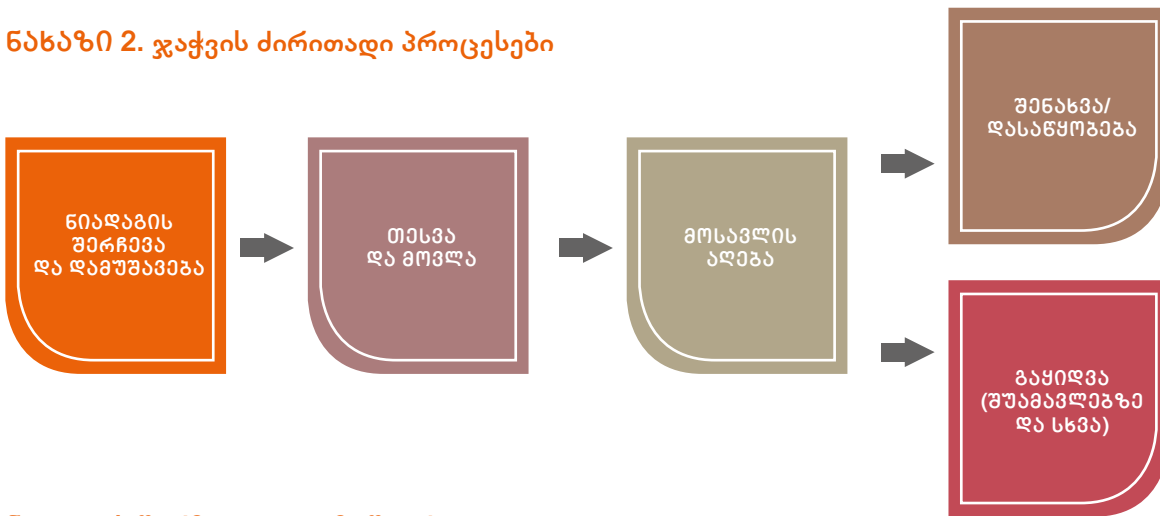 ნახაზი 2. ჯაჭვის ძირითადი პროცესები
ნიადაგის
შერჩევა
და დამუშავება
თესვა
და მოვლა
მოსავლის
აღება
შენახვა/
დასაწყობება
გაყიდვა
(შუამავლებზე
და სხვა)